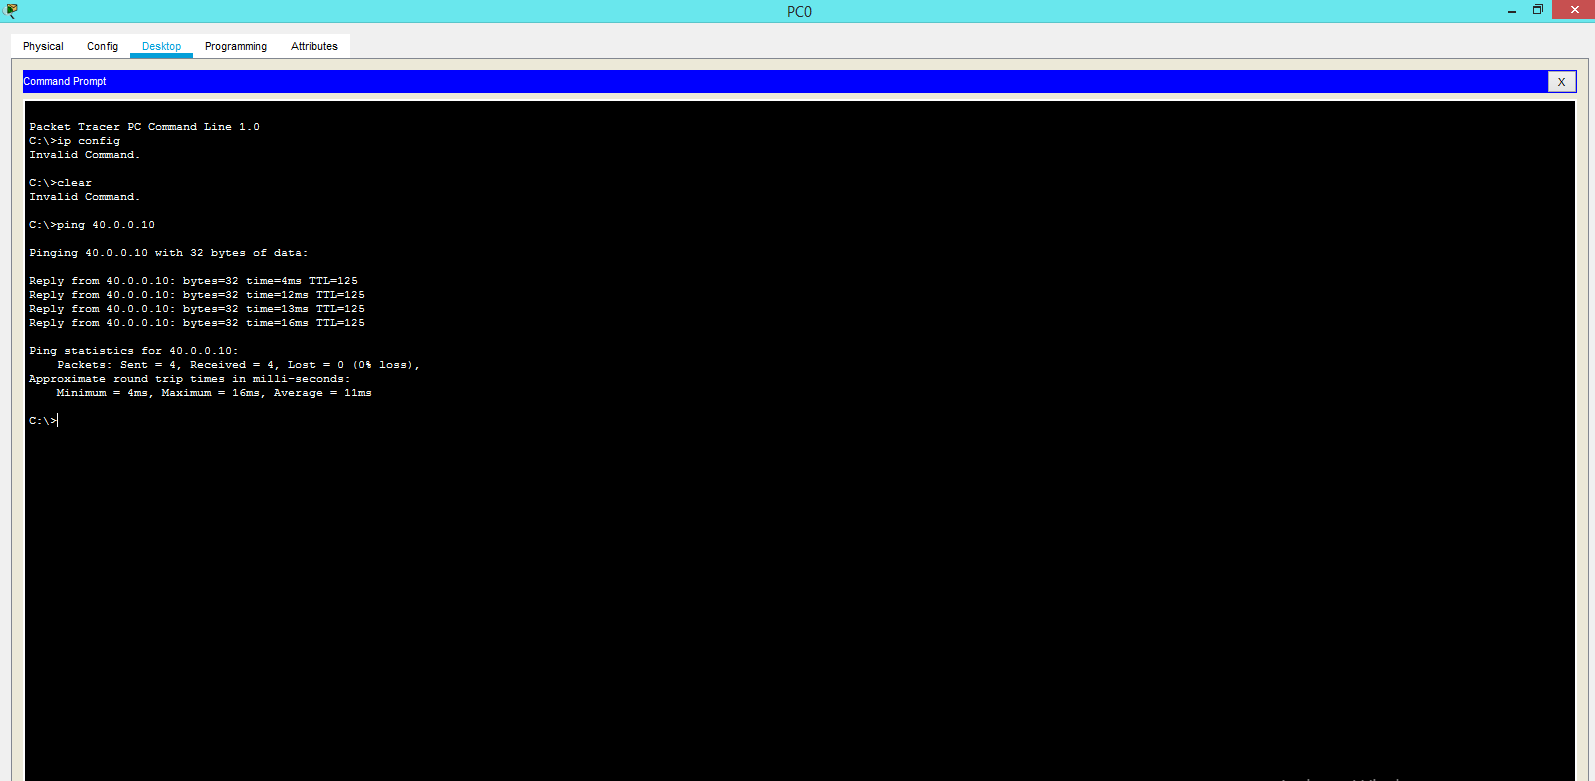 PC0
Physical Config Desktop Programming Attributes
Command Prompt
X
Packet Tracer PC Command Line 1.0
C:\>ip config
Invalid Command.
C:\>clear
Invalid Command.
C:\>ping 40.0.0.10
Pinging 40.0.0.10 with 32 bytes of data:
Reply from 40.0.0.10: bytes=32 time=4ms TTL=125
Reply from 40.0.0.10: bytes=32 time=12ms TTL=125
Reply from 40.0.0.10: bytes=32 time=13ms TTL=125
Reply from 40.0.0.10: bytes=32 time=16ms TTL=125
Ping statistics for 40.0.0.10:
Packets: Sent = 4, Received = 4, Lost = 0 (0% loss),
Approximate round trip times in milli-seconds:
Minimum = 4ms, Maximum = 16ms, Average = 11ms
C:\>